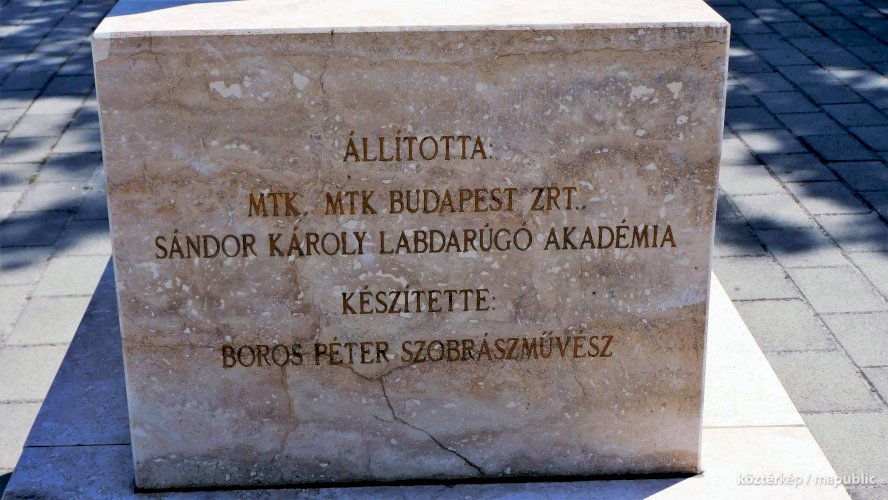 ÁLLÍTOTTA:
MTK, MTK BUDAPEST ZRT.,
SÁNDOR KÁROLY LABDARÚGÓ AKADÉMIA
KÉSZÍTETTE:
BOROS PÉTER SZOBRÁSZMŰVÉSZ
köztérkép / mapublic